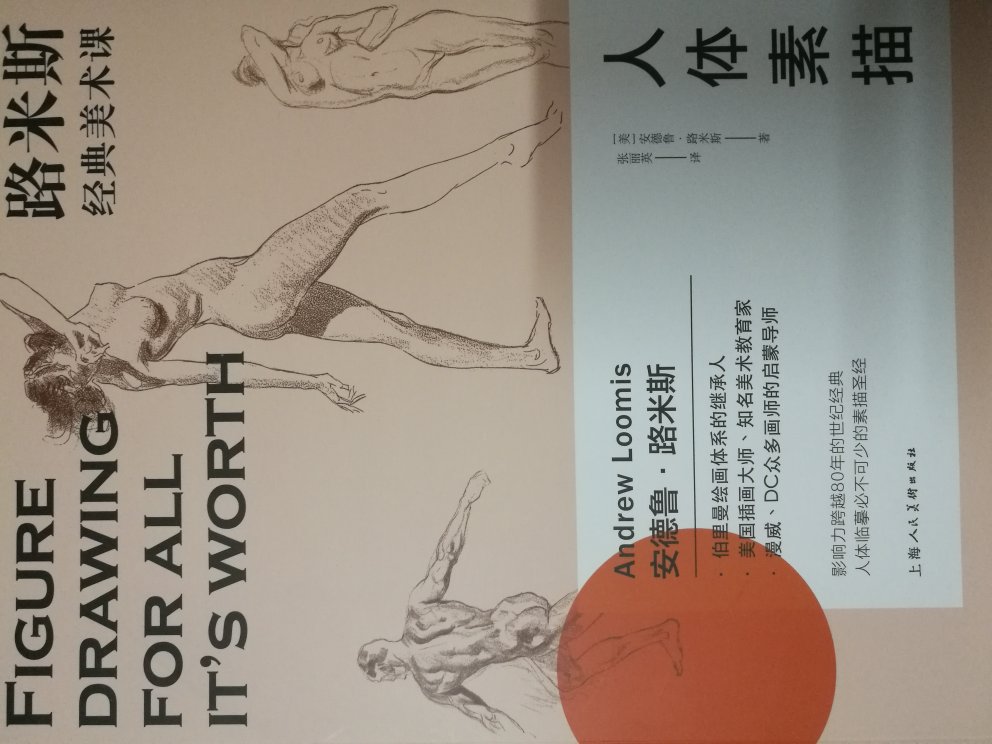 FIGURE
DRAWING
FOR ALL
IT'S WORTH
路米斯
经典美术课
人体素描
[美]安德鲁·路米斯——著
张丽英——译
Andrew Loomis
安德鲁·路米斯
·伯里曼绘画体系的继承人
·美国插画大师、知名美术教育家
·漫威、DC众多画师的启蒙导师
影响力跨越80年的世纪经典
人体临摹必不可少的素描圣经
上海人民美術出版社